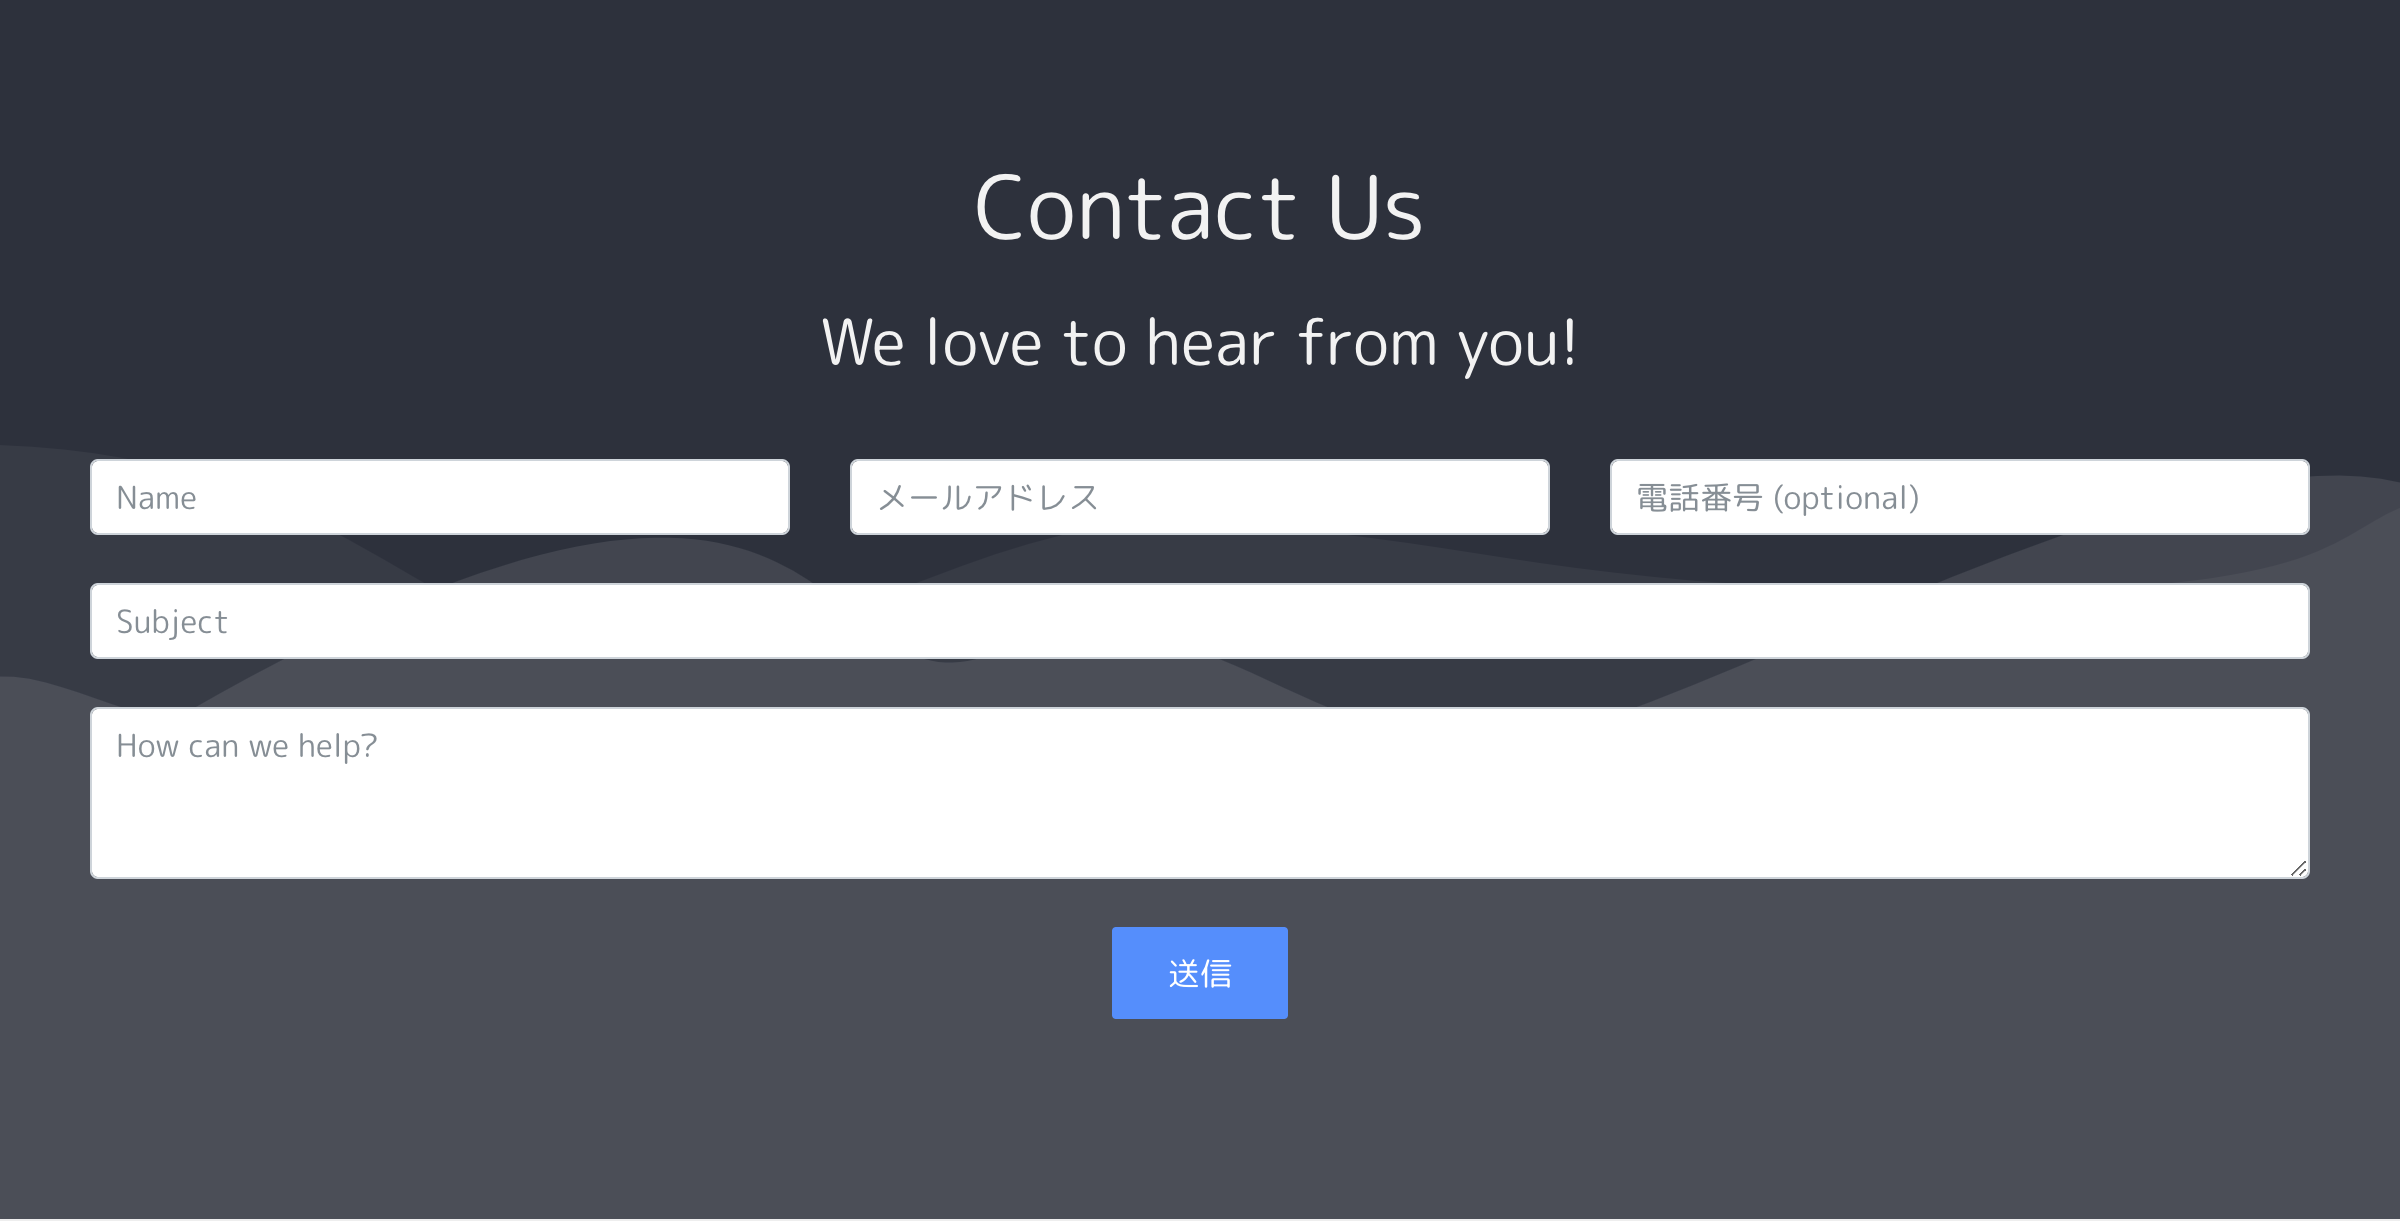 Contact Us
We love to hear from you!
Name
メールアドレス
電話番号 (optional)
Subject
How can we help?
送信